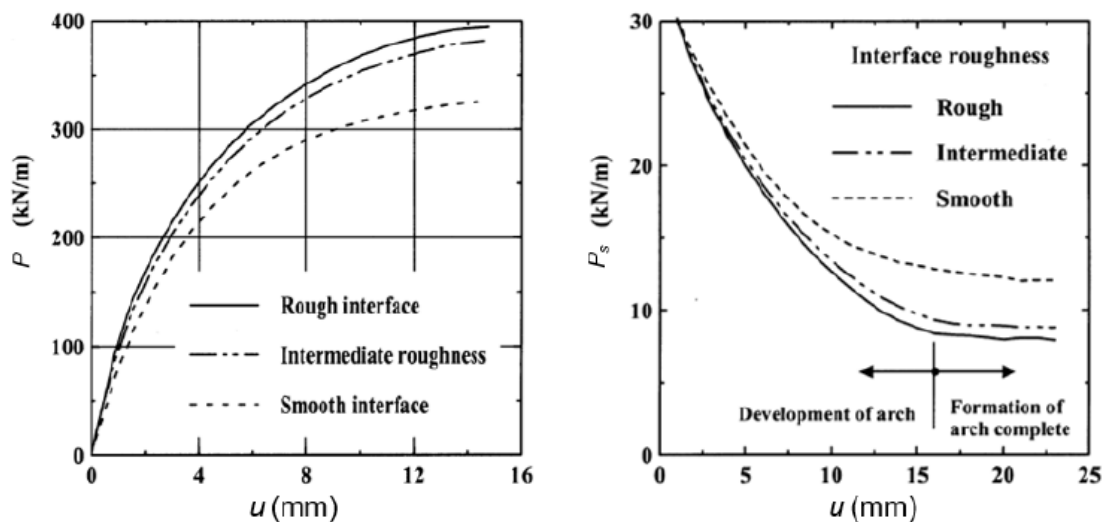 400
300
200
100
0
P (kN/m)
Rough interface
Intermediate roughness
Smooth interface
0 4 8 12 16
u (mm)
30
20
10
0
Ps (kN/m)
Interface roughness
Rough
Intermediate
Smooth
Development of arch
Formation of
arch complete
0 5 10 15 20 25
u (mm)